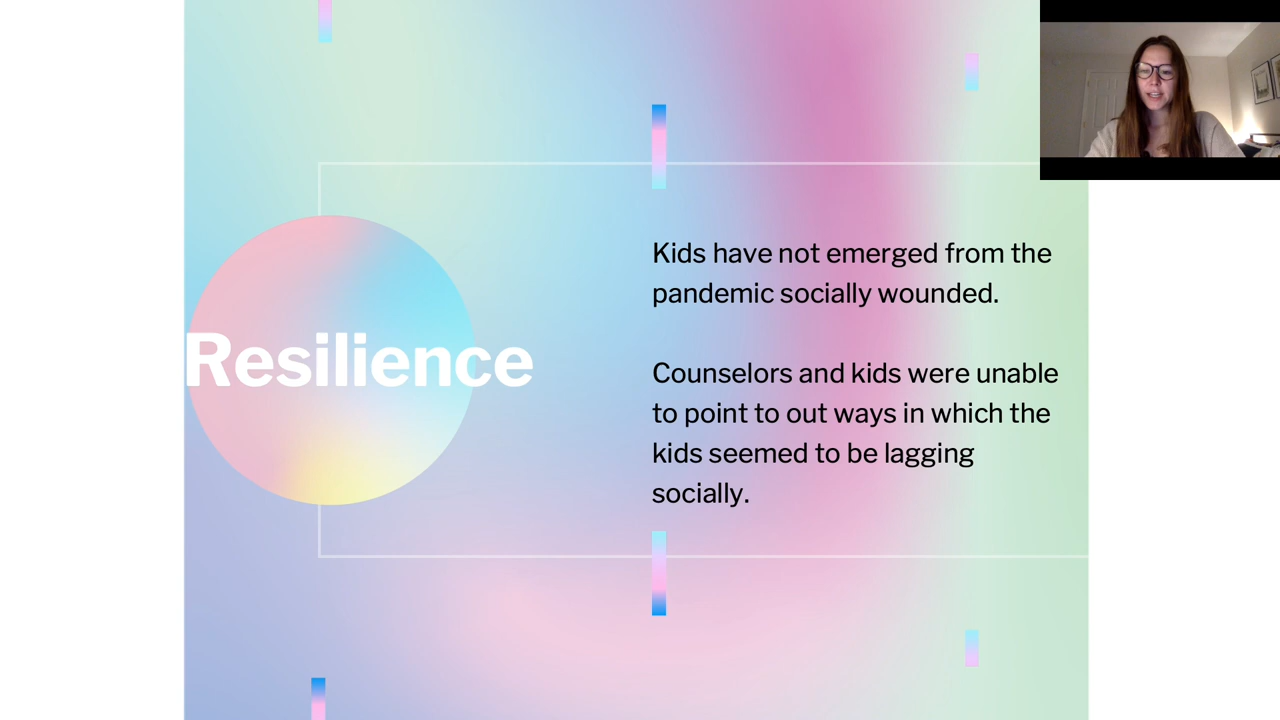 Resilience
Kids have not emerged from the
pandemic socially wounded.
Counselors and kids were unable
to point to out ways in which the
kids seemed to be lagging
socially.